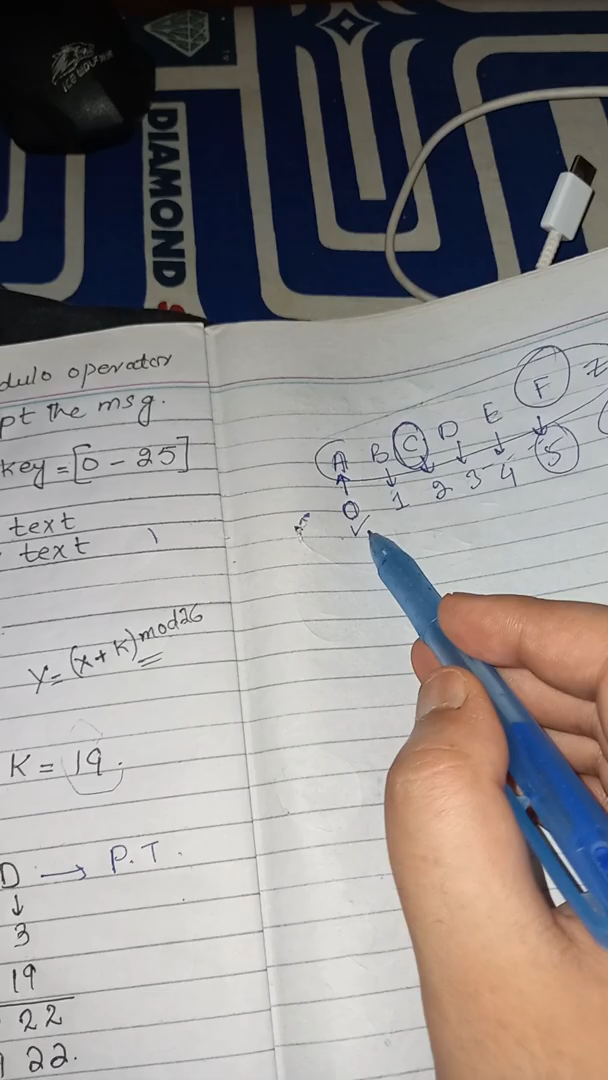 ICEWOLF
DIAMOND
dulo operator
pt the msg.
key = [0 - 25]
text
text
Y = (x + K) mod 26
K = 19.
D → P.T.
↓
3
19
22
22.
A B C D E F Z
0 1 2 3 4 5